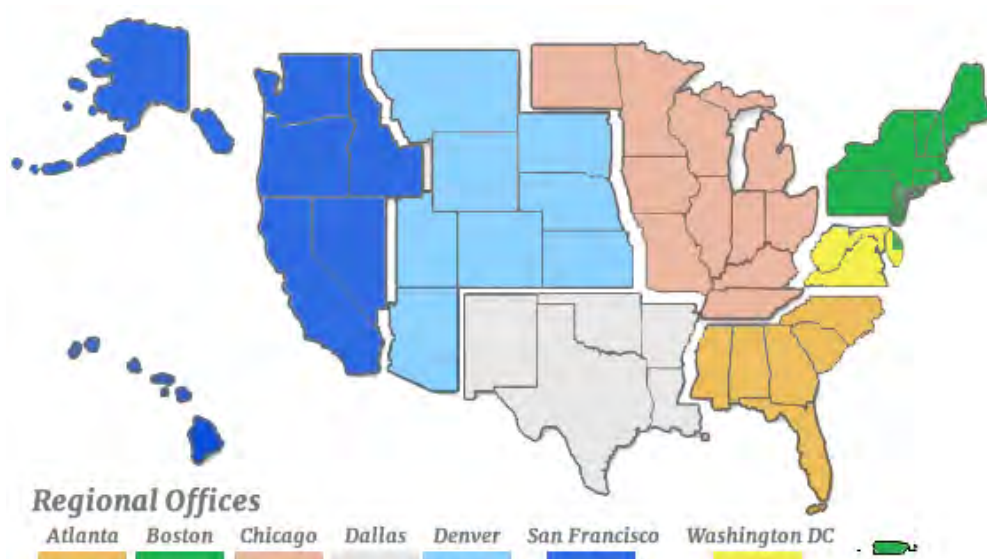 Regional Offices
Atlanta Boston Chicago Dallas Denver San Francisco Washington DC